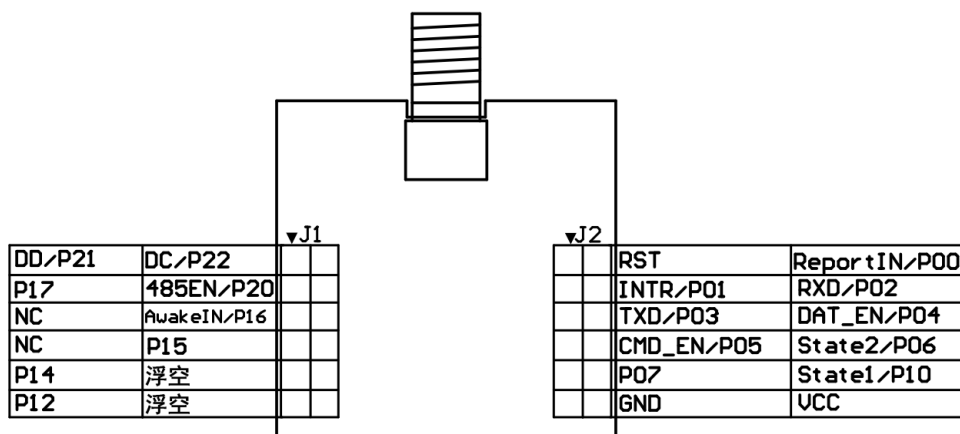 ▼J1
▼J2
DD/P21 DC/P22
P17 485EN/P20
NC AwakeIN/P16
NC P15
P14 浮空
P12 浮空
RST ReportIN/P00
INTR/P01 RXD/P02
TXD/P03 DAT_EN/P04
CMD_EN/P05 State2/P06
P07 State1/P10
GND VCC